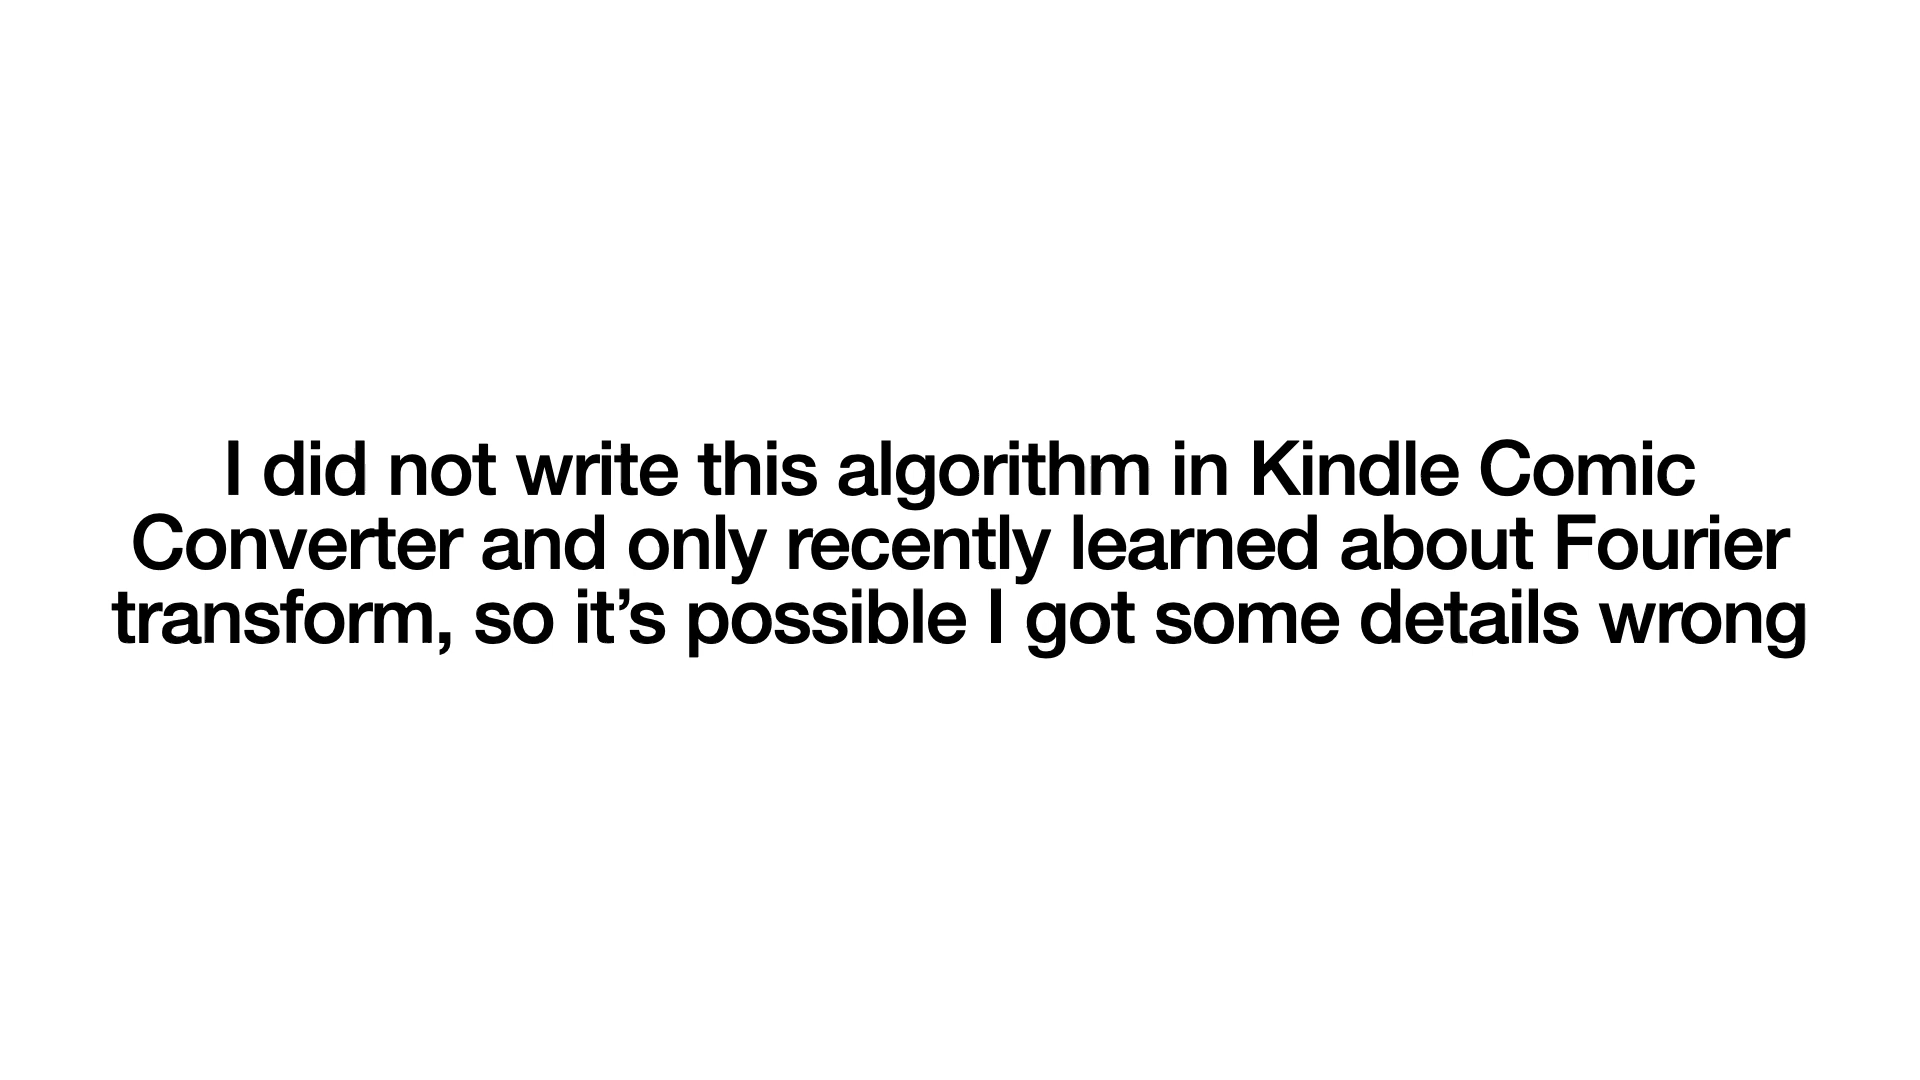 I did not write this algorithm in Kindle Comic
Converter and only recently learned about Fourier
transform, so it’s possible I got some details wrong